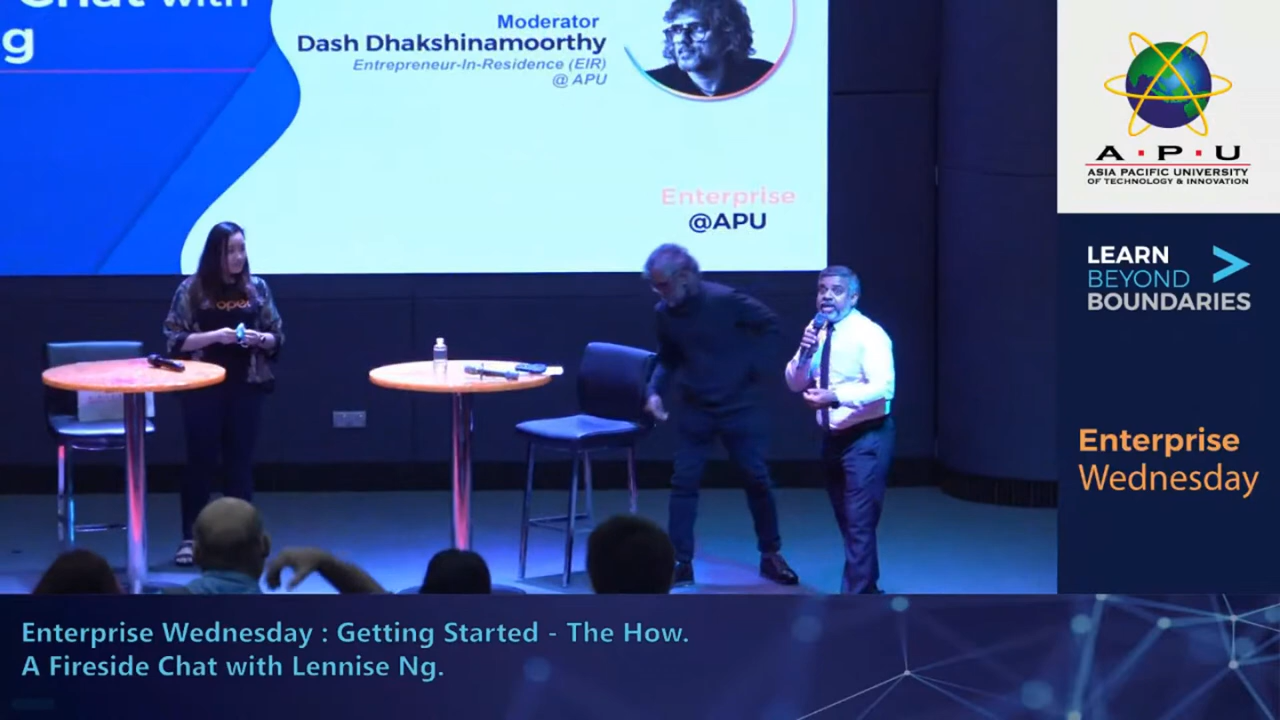 with
g
Moderator
Dash Dhakshinamoorthy
Entrepreneur-In-Residence (EIR)
@ APU
Enterprise
@APU
A·P·U
ASIA PACIFIC UNIVERSITY
OF TECHNOLOGY & INNOVATION
LEARN
BEYOND
BOUNDARIES
Enterprise
Wednesday
Enterprise Wednesday : Getting Started - The How.
A Fireside Chat with Lennise Ng.